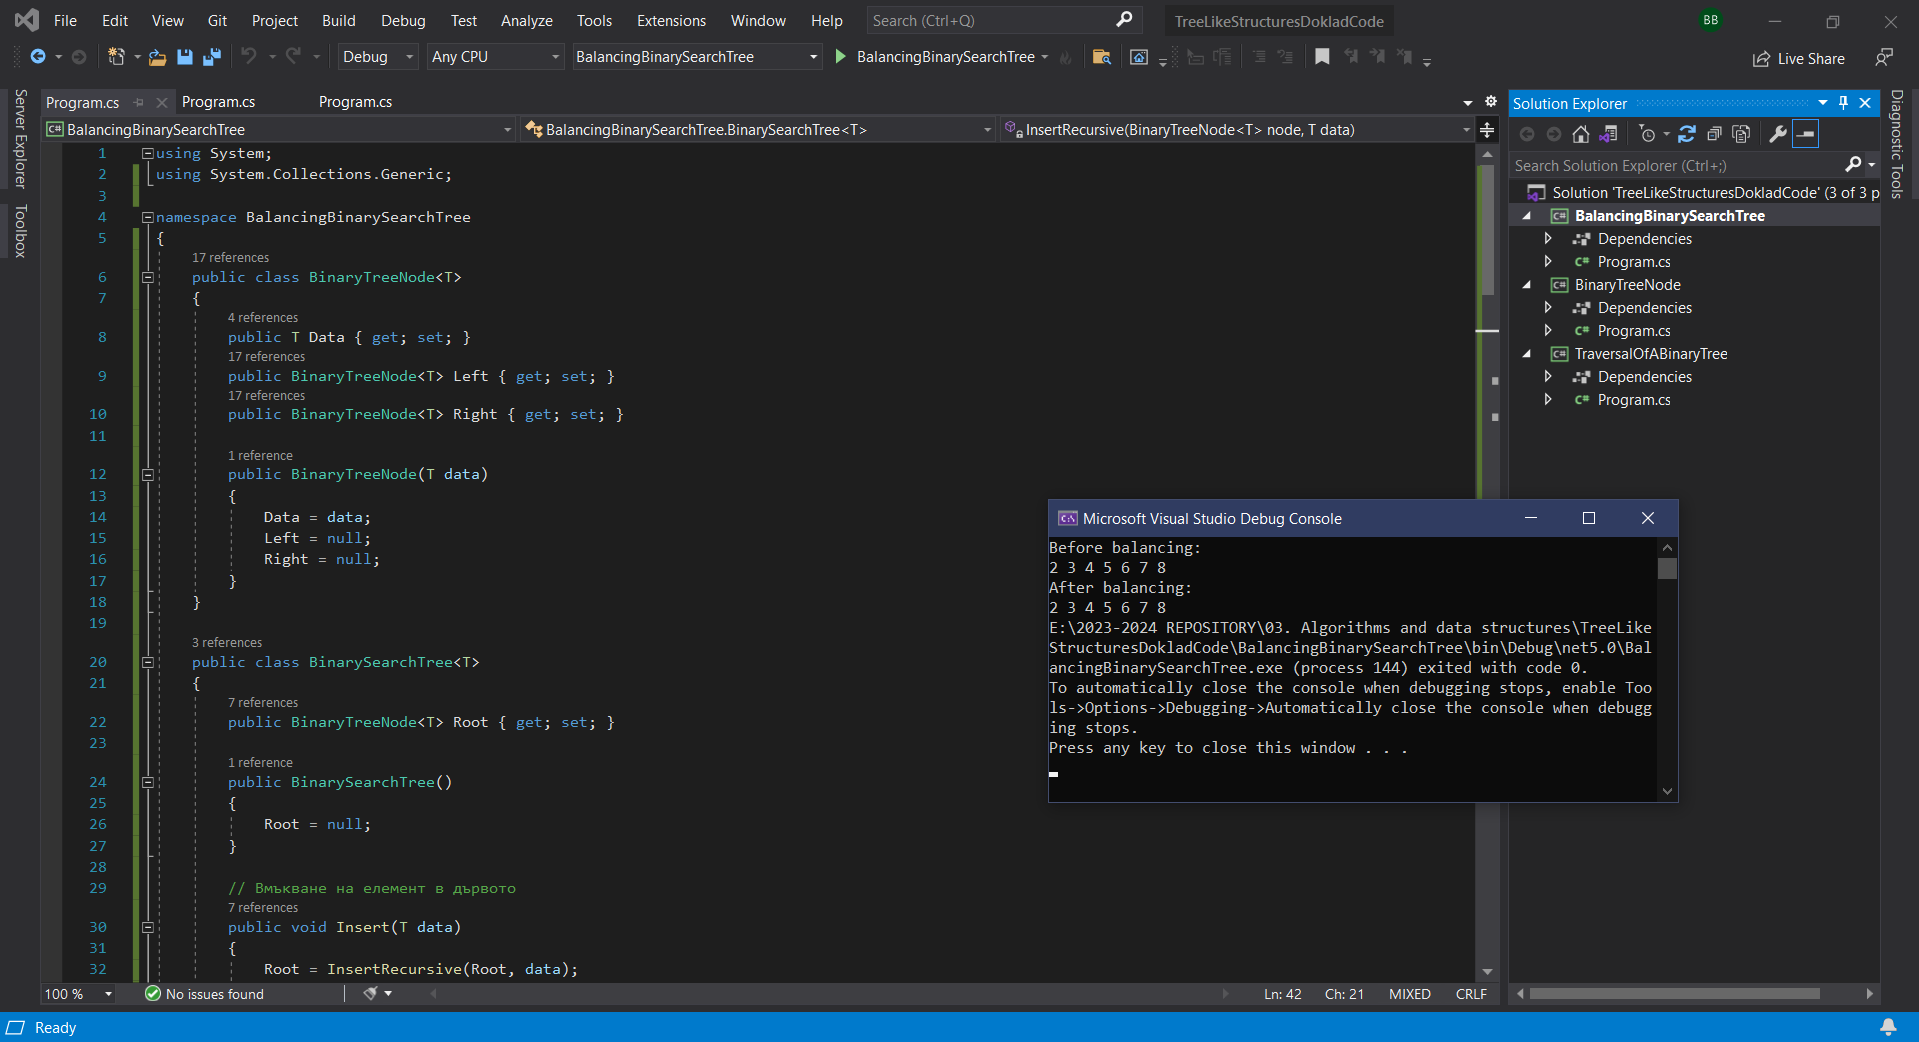 File Edit View Git Project Build Debug Test Analyze Tools Extensions Window Help Search (Ctrl+Q) TreeLikeStructuresDokladCode BB
Debug Any CPU BalancingBinarySearchTree BalancingBinarySearchTree Live Share
Server Explorer
Toolbox
Program.cs Program.cs Program.cs
BalancingBinarySearchTree BalancingBinarySearchTree.BinarySearchTree<T> InsertRecursive(BinaryTreeNode<T> node, T data)
1 using System;
2 using System.Collections.Generic;
3
4 namespace BalancingBinarySearchTree
5 {
17 references
6 public class BinaryTreeNode<T>
7 {
4 references
8 public T Data { get; set; }
17 references
9 public BinaryTreeNode<T> Left { get; set; }
17 references
10 public BinaryTreeNode<T> Right { get; set; }
11
1 reference
12 public BinaryTreeNode(T data)
13 {
14 Data = data;
15 Left = null;
16 Right = null;
17 }
18 }
19
3 references
20 public class BinarySearchTree<T>
21 {
7 references
22 public BinaryTreeNode<T> Root { get; set; }
23
1 reference
24 public BinarySearchTree()
25 {
26 Root = null;
27 }
28
29 // Вмъкване на елемент в дървото
7 references
30 public void Insert(T data)
31 {
32 Root = InsertRecursive(Root, data);
100 % No issues found Ln: 42 Ch: 21 MIXED CRLF
Microsoft Visual Studio Debug Console
Before balancing:
2 3 4 5 6 7 8
After balancing:
2 3 4 5 6 7 8
E:\2023-2024 REPOSITORY\03. Algorithms and data structures\TreeLike
StructuresDokladCode\BalancingBinarySearchTree\bin\Debug\net5.0\Bal
ancingBinarySearchTree.exe (process 144) exited with code 0.
To automatically close the console when debugging stops, enable Too
ls->Options->Debugging->Automatically close the console when debugg
ing stops.
Press any key to close this window . . .
Solution Explorer
Search Solution Explorer (Ctrl+;)
Solution 'TreeLikeStructuresDokladCode' (3 of 3 p
BalancingBinarySearchTree
Dependencies
C# Program.cs
BinaryTreeNode
Dependencies
C# Program.cs
TraversalOfABinaryTree
Dependencies
C# Program.cs
Diagnostic Tools
Ready